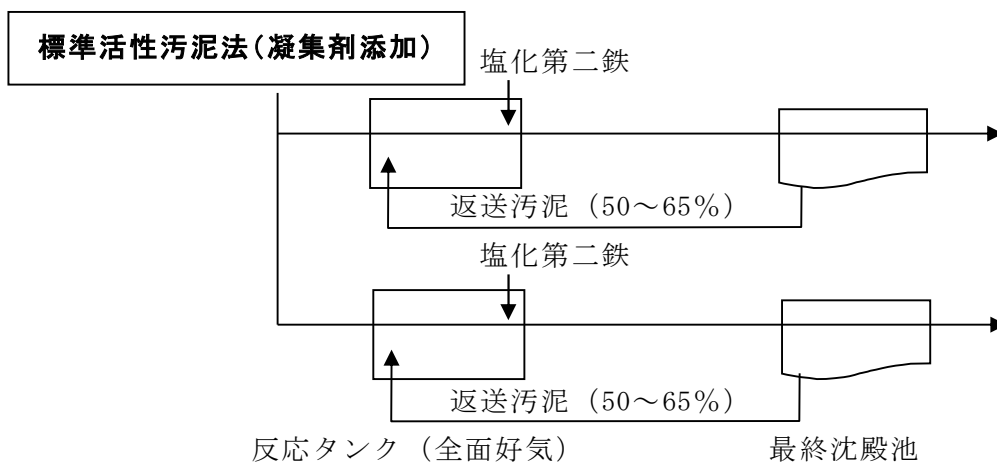 標準活性汚泥法（凝集剤添加）
塩化第二鉄
返送汚泥（50～65％）
塩化第二鉄
返送汚泥（50～65％）
反応タンク（全面好気）
最終沈殿池